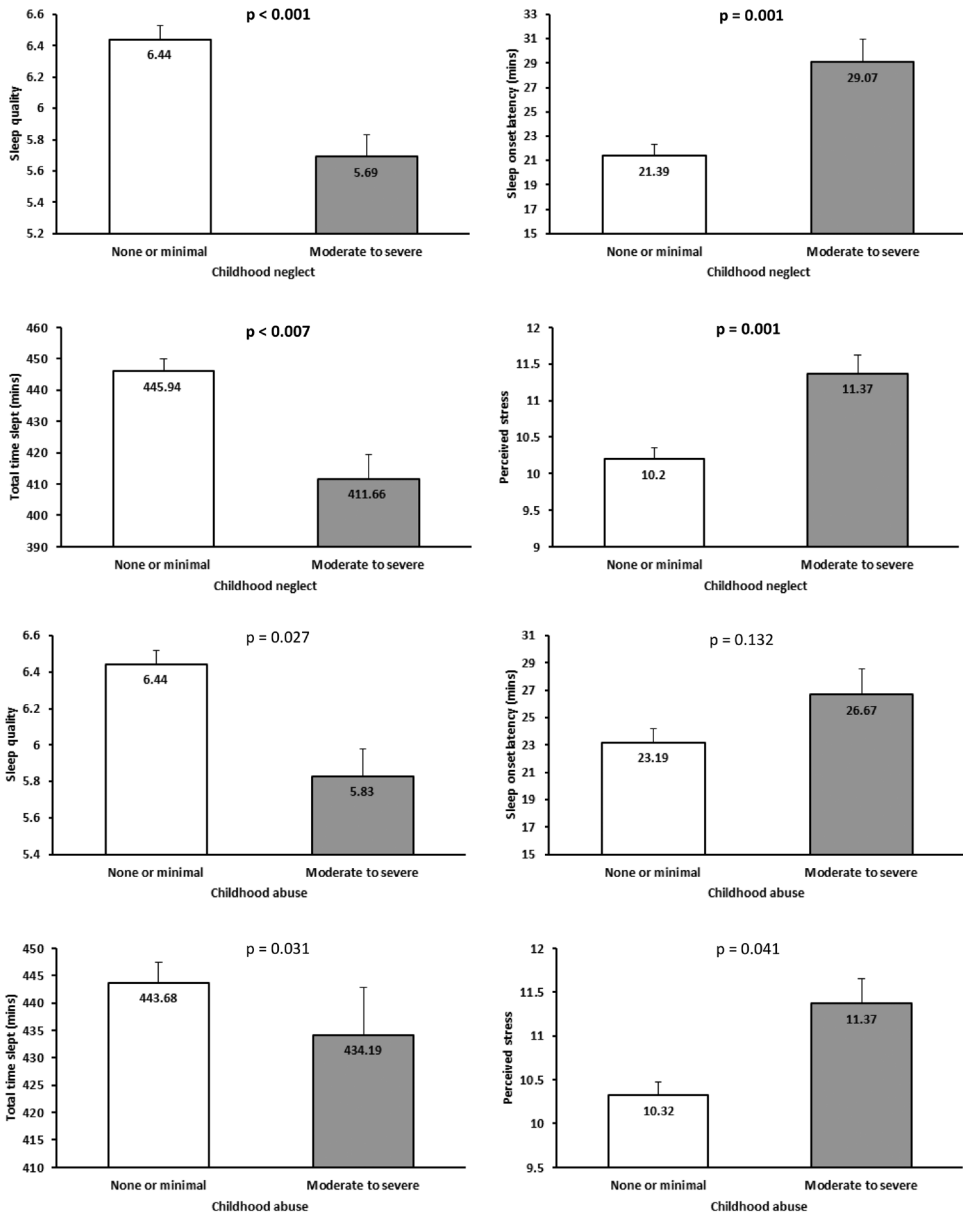 p < 0.001
Sleep quality
6.6
6.4
6.2
6
5.8
5.6
5.4
5.2
6.44
5.69
None or minimal
Moderate to severe
Childhood neglect
p = 0.001
Sleep onset latency (mins)
33
31
29
27
25
23
21
19
17
15
21.39
29.07
None or minimal
Moderate to severe
Childhood neglect
p < 0.007
Total time slept (mins)
460
450
440
430
420
410
400
390
445.94
411.66
None or minimal
Moderate to severe
Childhood neglect
p = 0.001
Perceived stress
12
11.5
11
10.5
10
9.5
9
10.2
11.37
None or minimal
Moderate to severe
Childhood neglect
p = 0.027
Sleep quality
6.6
6.4
6.2
6
5.8
5.6
5.4
6.44
5.83
None or minimal
Moderate to severe
Childhood abuse
p = 0.132
Sleep onset latency (mins)
31
29
27
25
23
21
19
17
15
23.19
26.67
None or minimal
Moderate to severe
Childhood abuse
p = 0.031
Total time slept (mins)
450
445
440
435
430
425
420
415
410
443.68
434.19
None or minimal
Moderate to severe
Childhood abuse
p = 0.041
Perceived stress
12
11.5
11
10.5
10
9.5
10.32
11.37
None or minimal
Moderate to severe
Childhood abuse